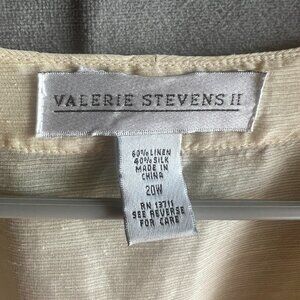 VALERIE STEVENS II
60% LINEN
40% SILK
MADE IN
CHINA
20W
RN 13711
SEE REVERSE
FOR CARE